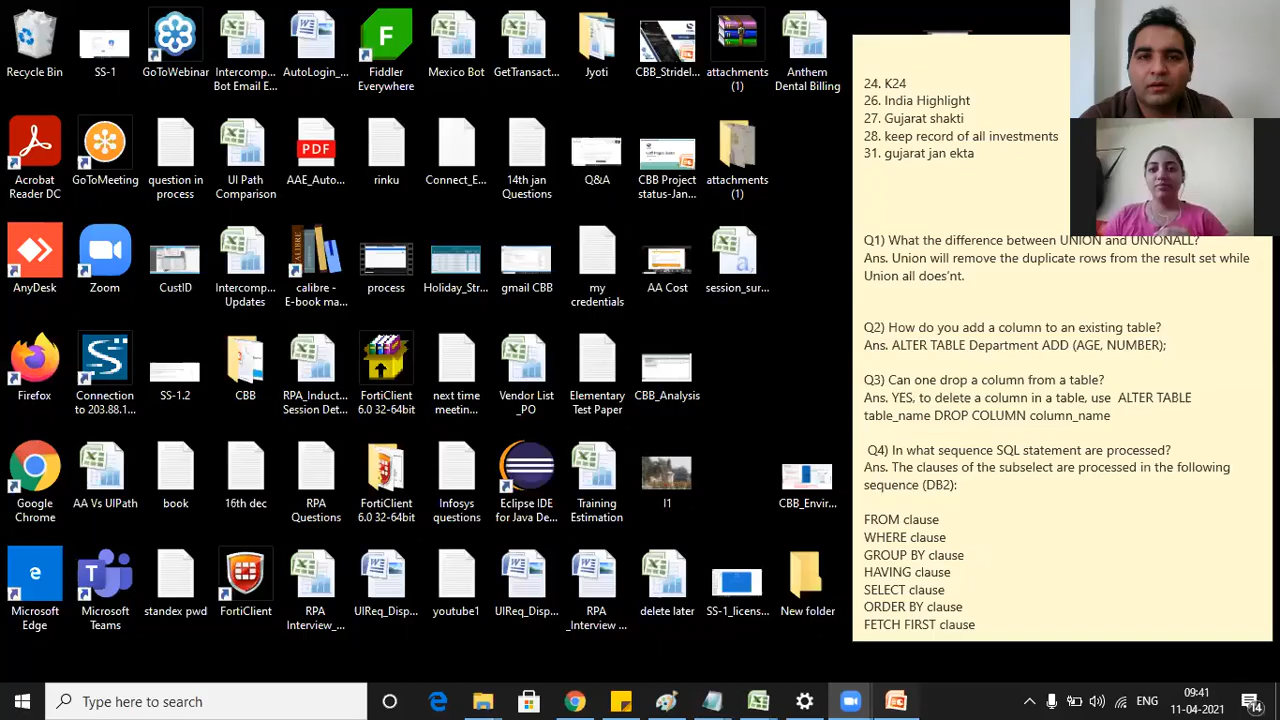 Recycle Bin
SS-1
GoToWebinar
Intercomp...
Bot Email E...
AutoLogin_...
Fiddler
Everywhere
Mexico Bot
GetTransact...
Jyoti
CBB_Stridel...
attachments
(1)
Anthem
Dental Billing
Acrobat
Reader DC
GoToMeeting
question in
process
UI Path
Comparison
PDF
AAE_Auto...
rinku
Connect_E...
14th jan
Questions
Q&A
CBB Project
status-Jan...
attachments
(1)
AnyDesk
Zoom
CustID
Intercomp...
Updates
calibre -
E-book ma...
process
Holiday_Str...
gmail CBB
my
credentials
AA Cost
session_sur...
Firefox
Connection
to 203.88.1...
SS-1.2
CBB
RPA_Induct...
Session Det...
FortiClient
6.0 32-64bit
next time
meetin...
Vendor List
_PO
Elementary
Test Paper
CBB_Analysis
Google
Chrome
AA Vs UIPath
book
16th dec
RPA
Questions
FortiClient
6.0 32-64bit
Infosys
questions
Eclipse IDE
for Java De...
Training
Estimation
I1
CBB_Envir...
Microsoft
Edge
Microsoft
Teams
standex pwd
FortiClient
RPA
Interview_...
UIReq_Disp...
youtube1
UIReq_Disp...
RPA
_Interview ...
delete later
SS-1_licens...
New folder
24. K24
26. India Highlight
27. Gujarat shakti
28. keep record of all investments
31. gujarat jan ekta
Q1) What the difference between UNION and UNIONALL?
Ans. Union will remove the duplicate rows from the result set while
Union all does'nt.
Q2) How do you add a column to an existing table?
Ans. ALTER TABLE Department ADD (AGE, NUMBER);
Q3) Can one drop a column from a table?
Ans. YES, to delete a column in a table, use ALTER TABLE
table_name DROP COLUMN column_name
Q4) In what sequence SQL statement are processed?
Ans. The clauses of the subselect are processed in the following
sequence (DB2):
FROM clause
WHERE clause
GROUP BY clause
HAVING clause
SELECT clause
ORDER BY clause
FETCH FIRST clause
Type here to search
ENG
09:41
11-04-2021
14